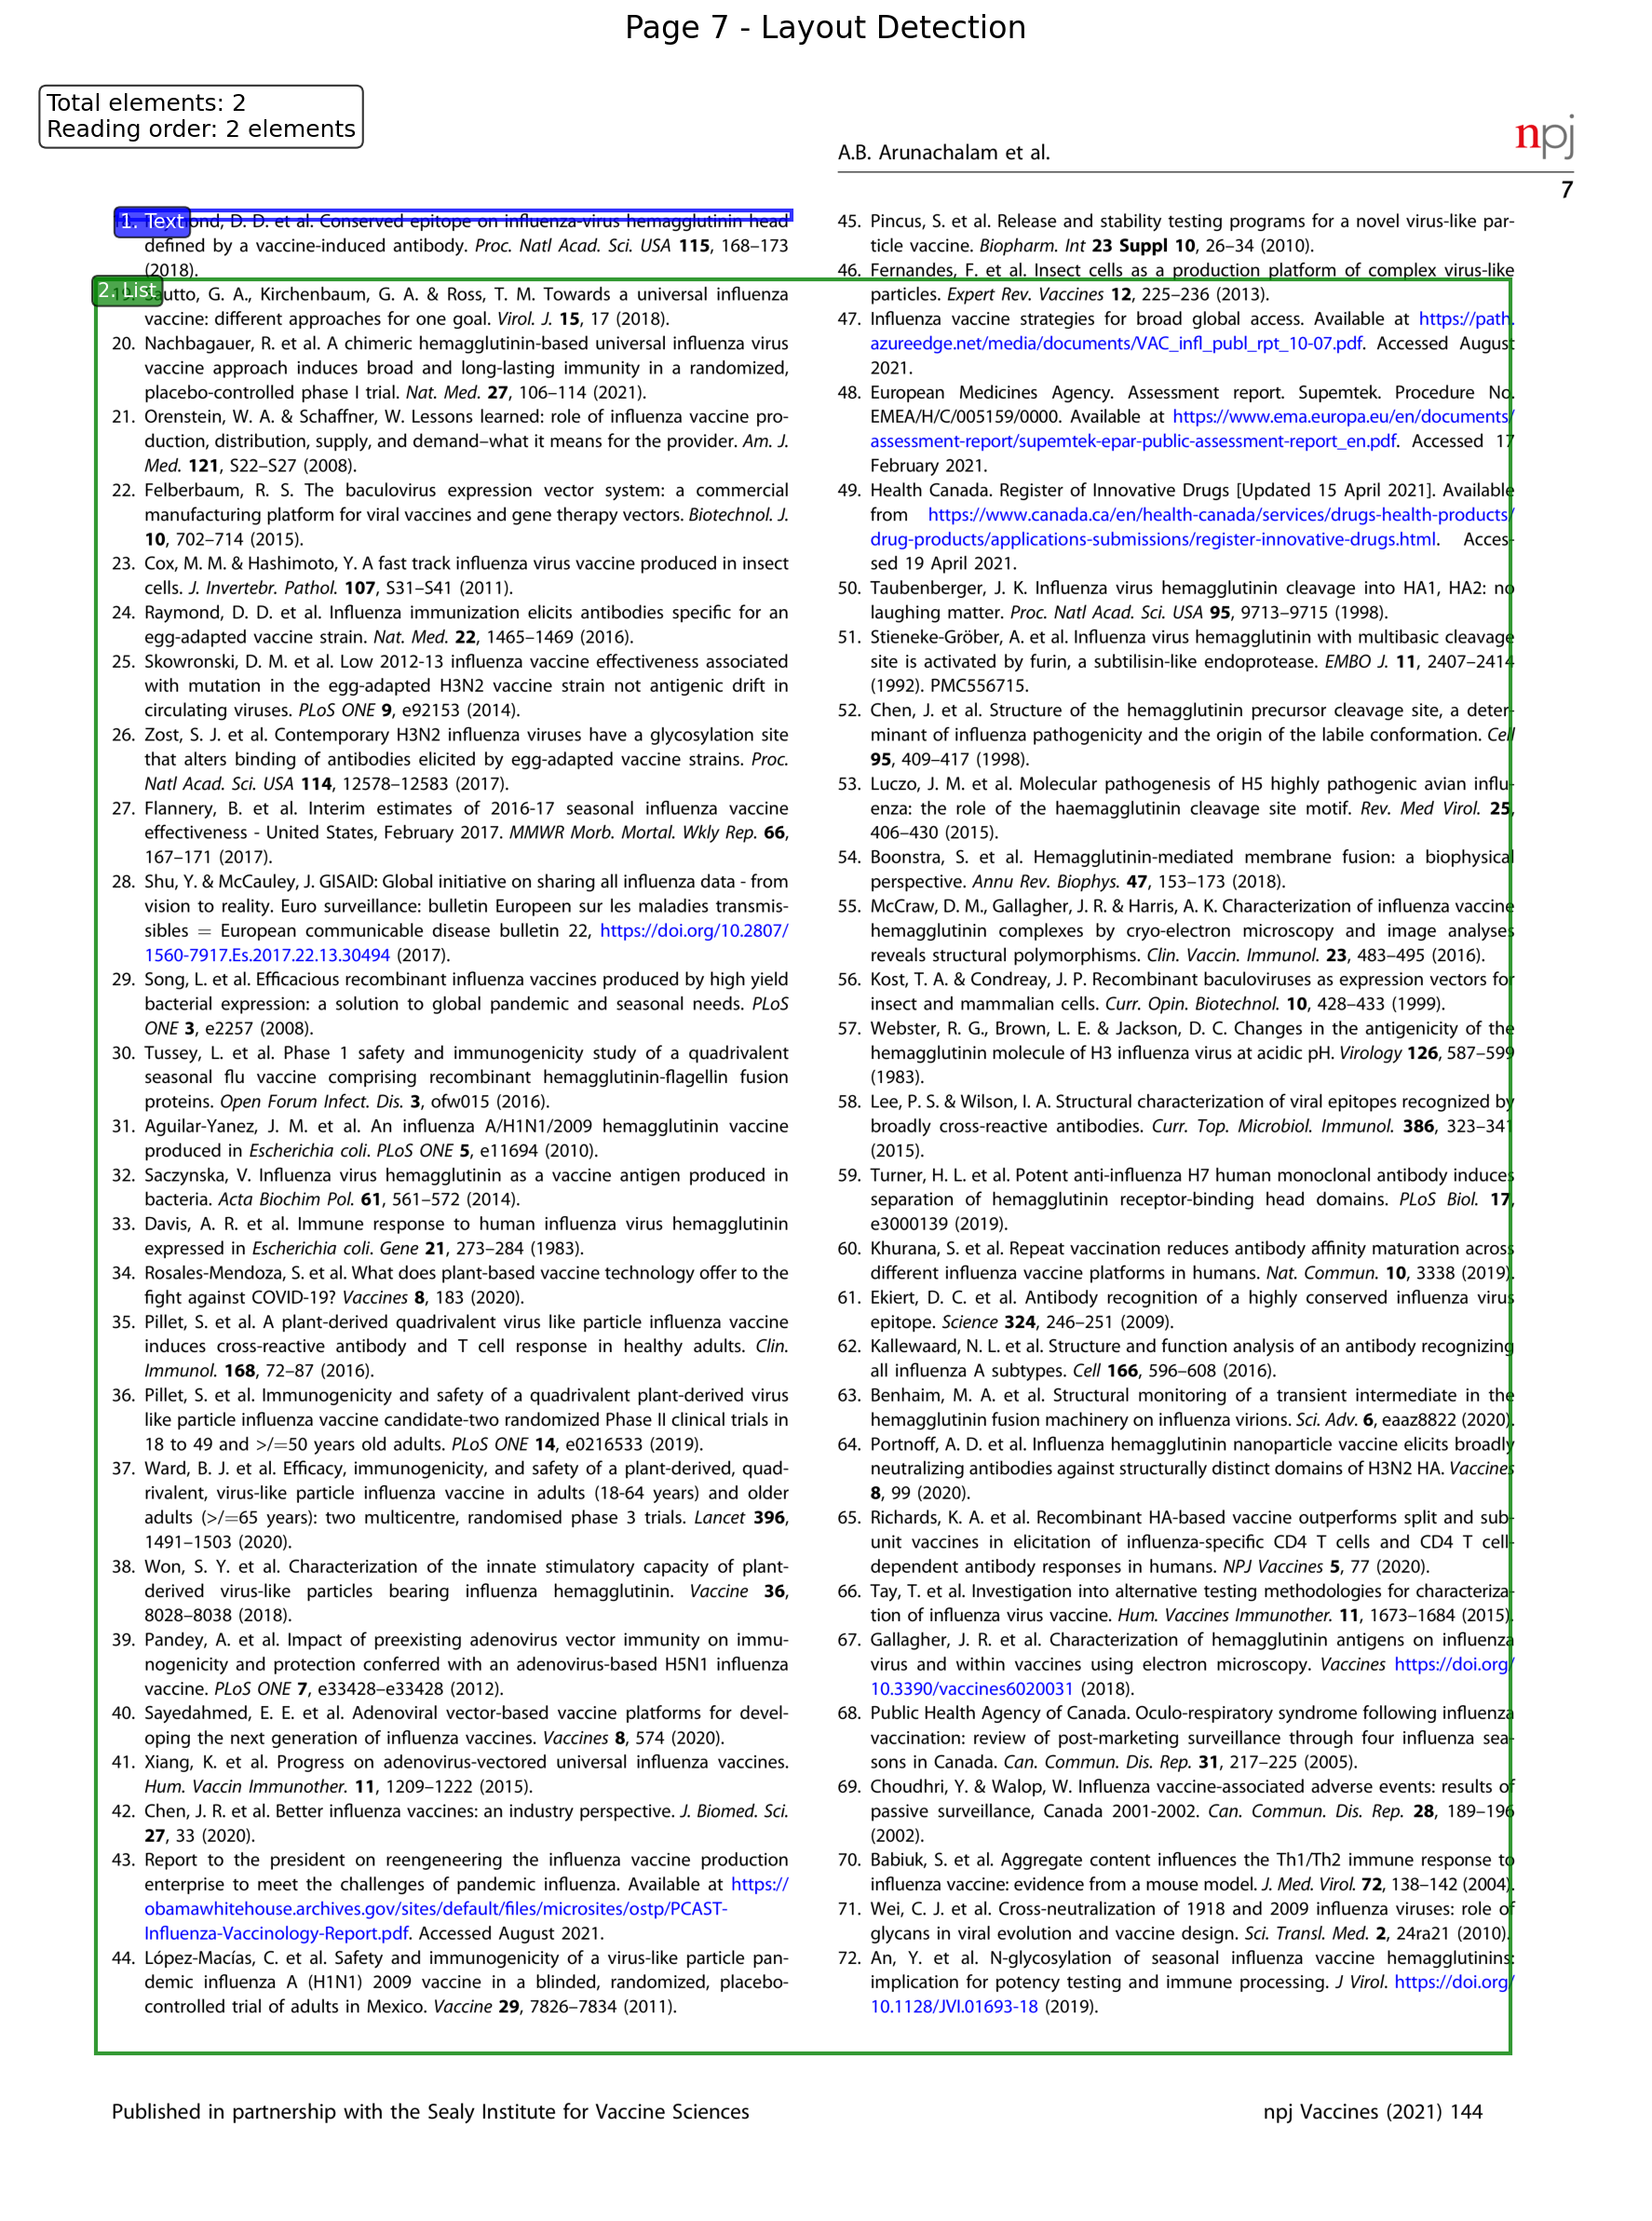 Page 7 - Layout Detection
Total elements: 2
Reading order: 2 elements
A.B. Arunachalam et al.
npj
7
1. Text
ond, D. D. et al. Conserved epitope on influenza-virus hemagglutinin head
defined by a vaccine-induced antibody. Proc. Natl Acad. Sci. USA 115, 168–173
(2018).
2. List
19. Sautto, G. A., Kirchenbaum, G. A. & Ross, T. M. Towards a universal influenza
vaccine: different approaches for one goal. Virol. J. 15, 17 (2018).
20. Nachbagauer, R. et al. A chimeric hemagglutinin-based universal influenza virus
vaccine approach induces broad and long-lasting immunity in a randomized,
placebo-controlled phase I trial. Nat. Med. 27, 106–114 (2021).
21. Orenstein, W. A. & Schaffner, W. Lessons learned: role of influenza vaccine pro-
duction, distribution, supply, and demand–what it means for the provider. Am. J.
Med. 121, S22–S27 (2008).
22. Felberbaum, R. S. The baculovirus expression vector system: a commercial
manufacturing platform for viral vaccines and gene therapy vectors. Biotechnol. J.
10, 702–714 (2015).
23. Cox, M. M. & Hashimoto, Y. A fast track influenza virus vaccine produced in insect
cells. J. Invertebr. Pathol. 107, S31–S41 (2011).
24. Raymond, D. D. et al. Influenza immunization elicits antibodies specific for an
egg-adapted vaccine strain. Nat. Med. 22, 1465–1469 (2016).
25. Skowronski, D. M. et al. Low 2012-13 influenza vaccine effectiveness associated
with mutation in the egg-adapted H3N2 vaccine strain not antigenic drift in
circulating viruses. PLoS ONE 9, e92153 (2014).
26. Zost, S. J. et al. Contemporary H3N2 influenza viruses have a glycosylation site
that alters binding of antibodies elicited by egg-adapted vaccine strains. Proc.
Natl Acad. Sci. USA 114, 12578–12583 (2017).
27. Flannery, B. et al. Interim estimates of 2016-17 seasonal influenza vaccine
effectiveness - United States, February 2017. MMWR Morb. Mortal. Wkly Rep. 66,
167–171 (2017).
28. Shu, Y. & McCauley, J. GISAID: Global initiative on sharing all influenza data - from
vision to reality. Euro surveillance: bulletin Europeen sur les maladies transmis-
sibles = European communicable disease bulletin 22, https://doi.org/10.2807/
1560-7917.Es.2017.22.13.30494 (2017).
29. Song, L. et al. Efficacious recombinant influenza vaccines produced by high yield
bacterial expression: a solution to global pandemic and seasonal needs. PLoS
ONE 3, e2257 (2008).
30. Tussey, L. et al. Phase 1 safety and immunogenicity study of a quadrivalent
seasonal flu vaccine comprising recombinant hemagglutinin-flagellin fusion
proteins. Open Forum Infect. Dis. 3, ofw015 (2016).
31. Aguilar-Yanez, J. M. et al. An influenza A/H1N1/2009 hemagglutinin vaccine
produced in Escherichia coli. PLoS ONE 5, e11694 (2010).
32. Saczynska, V. Influenza virus hemagglutinin as a vaccine antigen produced in
bacteria. Acta Biochim Pol. 61, 561–572 (2014).
33. Davis, A. R. et al. Immune response to human influenza virus hemagglutinin
expressed in Escherichia coli. Gene 21, 273–284 (1983).
34. Rosales-Mendoza, S. et al. What does plant-based vaccine technology offer to the
fight against COVID-19? Vaccines 8, 183 (2020).
35. Pillet, S. et al. A plant-derived quadrivalent virus like particle influenza vaccine
induces cross-reactive antibody and T cell response in healthy adults. Clin.
Immunol. 168, 72–87 (2016).
36. Pillet, S. et al. Immunogenicity and safety of a quadrivalent plant-derived virus
like particle influenza vaccine candidate-two randomized Phase II clinical trials in
18 to 49 and >/=50 years old adults. PLoS ONE 14, e0216533 (2019).
37. Ward, B. J. et al. Efficacy, immunogenicity, and safety of a plant-derived, quad-
rivalent, virus-like particle influenza vaccine in adults (18-64 years) and older
adults (>/=65 years): two multicentre, randomised phase 3 trials. Lancet 396,
1491–1503 (2020).
38. Won, S. Y. et al. Characterization of the innate stimulatory capacity of plant-
derived virus-like particles bearing influenza hemagglutinin. Vaccine 36,
8028–8038 (2018).
39. Pandey, A. et al. Impact of preexisting adenovirus vector immunity on immu-
nogenicity and protection conferred with an adenovirus-based H5N1 influenza
vaccine. PLoS ONE 7, e33428–e33428 (2012).
40. Sayedahmed, E. E. et al. Adenoviral vector-based vaccine platforms for devel-
oping the next generation of influenza vaccines. Vaccines 8, 574 (2020).
41. Xiang, K. et al. Progress on adenovirus-vectored universal influenza vaccines.
Hum. Vaccin Immunother. 11, 1209–1222 (2015).
42. Chen, J. R. et al. Better influenza vaccines: an industry perspective. J. Biomed. Sci.
27, 33 (2020).
43. Report to the president on reengeneering the influenza vaccine production
enterprise to meet the challenges of pandemic influenza. Available at https://
obamawhitehouse.archives.gov/sites/default/files/microsites/ostp/PCAST-
Influenza-Vaccinology-Report.pdf. Accessed August 2021.
44. López-Macías, C. et al. Safety and immunogenicity of a virus-like particle pan-
demic influenza A (H1N1) 2009 vaccine in a blinded, randomized, placebo-
controlled trial of adults in Mexico. Vaccine 29, 7826–7834 (2011).
45. Pincus, S. et al. Release and stability testing programs for a novel virus-like par-
ticle vaccine. Biopharm. Int 23 Suppl 10, 26–34 (2010).
46. Fernandes, F. et al. Insect cells as a production platform of complex virus-like
particles. Expert Rev. Vaccines 12, 225–236 (2013).
47. Influenza vaccine strategies for broad global access. Available at https://path.
azureedge.net/media/documents/VAC_infl_publ_rpt_10-07.pdf. Accessed August
2021.
48. European Medicines Agency. Assessment report. Supemtek. Procedure No.
EMEA/H/C/005159/0000. Available at https://www.ema.europa.eu/en/documents/
assessment-report/supemtek-epar-public-assessment-report_en.pdf. Accessed 17
February 2021.
49. Health Canada. Register of Innovative Drugs [Updated 15 April 2021]. Available
from https://www.canada.ca/en/health-canada/services/drugs-health-products/
drug-products/applications-submissions/register-innovative-drugs.html. Acces-
sed 19 April 2021.
50. Taubenberger, J. K. Influenza virus hemagglutinin cleavage into HA1, HA2: no
laughing matter. Proc. Natl Acad. Sci. USA 95, 9713–9715 (1998).
51. Stieneke-Gröber, A. et al. Influenza virus hemagglutinin with multibasic cleavage
site is activated by furin, a subtilisin-like endoprotease. EMBO J. 11, 2407–2414
(1992). PMC556715.
52. Chen, J. et al. Structure of the hemagglutinin precursor cleavage site, a deter-
minant of influenza pathogenicity and the origin of the labile conformation. Cell
95, 409–417 (1998).
53. Luczo, J. M. et al. Molecular pathogenesis of H5 highly pathogenic avian influ-
enza: the role of the haemagglutinin cleavage site motif. Rev. Med Virol. 25,
406–430 (2015).
54. Boonstra, S. et al. Hemagglutinin-mediated membrane fusion: a biophysical
perspective. Annu Rev. Biophys. 47, 153–173 (2018).
55. McCraw, D. M., Gallagher, J. R. & Harris, A. K. Characterization of influenza vaccine
hemagglutinin complexes by cryo-electron microscopy and image analyses
reveals structural polymorphisms. Clin. Vaccin. Immunol. 23, 483–495 (2016).
56. Kost, T. A. & Condreay, J. P. Recombinant baculoviruses as expression vectors for
insect and mammalian cells. Curr. Opin. Biotechnol. 10, 428–433 (1999).
57. Webster, R. G., Brown, L. E. & Jackson, D. C. Changes in the antigenicity of the
hemagglutinin molecule of H3 influenza virus at acidic pH. Virology 126, 587–599
(1983).
58. Lee, P. S. & Wilson, I. A. Structural characterization of viral epitopes recognized by
broadly cross-reactive antibodies. Curr. Top. Microbiol. Immunol. 386, 323–341
(2015).
59. Turner, H. L. et al. Potent anti-influenza H7 human monoclonal antibody induces
separation of hemagglutinin receptor-binding head domains. PLoS Biol. 17,
e3000139 (2019).
60. Khurana, S. et al. Repeat vaccination reduces antibody affinity maturation across
different influenza vaccine platforms in humans. Nat. Commun. 10, 3338 (2019).
61. Ekiert, D. C. et al. Antibody recognition of a highly conserved influenza virus
epitope. Science 324, 246–251 (2009).
62. Kallewaard, N. L. et al. Structure and function analysis of an antibody recognizing
all influenza A subtypes. Cell 166, 596–608 (2016).
63. Benhaim, M. A. et al. Structural monitoring of a transient intermediate in the
hemagglutinin fusion machinery on influenza virions. Sci. Adv. 6, eaaz8822 (2020).
64. Portnoff, A. D. et al. Influenza hemagglutinin nanoparticle vaccine elicits broadly
neutralizing antibodies against structurally distinct domains of H3N2 HA. Vaccines
8, 99 (2020).
65. Richards, K. A. et al. Recombinant HA-based vaccine outperforms split and sub-
unit vaccines in elicitation of influenza-specific CD4 T cells and CD4 T cell-
dependent antibody responses in humans. NPJ Vaccines 5, 77 (2020).
66. Tay, T. et al. Investigation into alternative testing methodologies for characteriza-
tion of influenza virus vaccine. Hum. Vaccines Immunother. 11, 1673–1684 (2015).
67. Gallagher, J. R. et al. Characterization of hemagglutinin antigens on influenza
virus and within vaccines using electron microscopy. Vaccines https://doi.org/
10.3390/vaccines6020031 (2018).
68. Public Health Agency of Canada. Oculo-respiratory syndrome following influenza
vaccination: review of post-marketing surveillance through four influenza sea-
sons in Canada. Can. Commun. Dis. Rep. 31, 217–225 (2005).
69. Choudhri, Y. & Walop, W. Influenza vaccine-associated adverse events: results of
passive surveillance, Canada 2001-2002. Can. Commun. Dis. Rep. 28, 189–196
(2002).
70. Babiuk, S. et al. Aggregate content influences the Th1/Th2 immune response to
influenza vaccine: evidence from a mouse model. J. Med. Virol. 72, 138–142 (2004).
71. Wei, C. J. et al. Cross-neutralization of 1918 and 2009 influenza viruses: role of
glycans in viral evolution and vaccine design. Sci. Transl. Med. 2, 24ra21 (2010).
72. An, Y. et al. N-glycosylation of seasonal influenza vaccine hemagglutinins:
implication for potency testing and immune processing. J Virol. https://doi.org/
10.1128/JVI.01693-18 (2019).
Published in partnership with the Sealy Institute for Vaccine Sciences
npj Vaccines (2021) 144